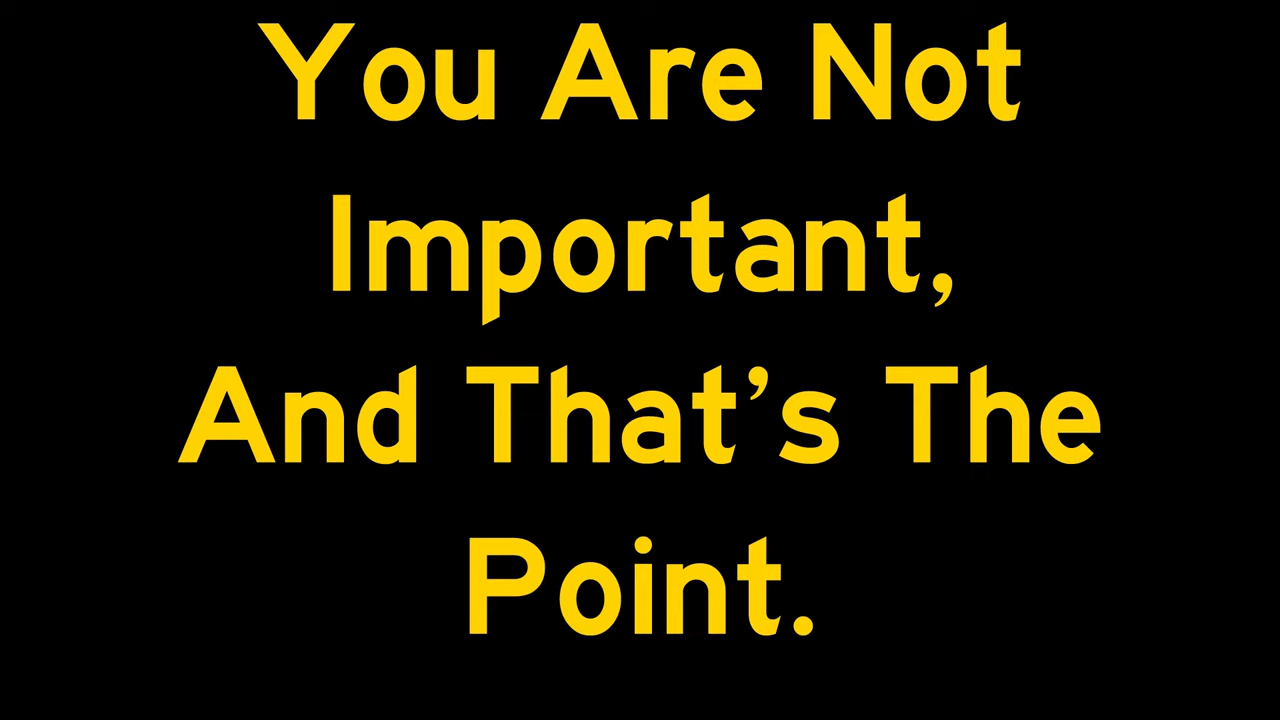 You Are Not
Important,
And That’s The
Point.